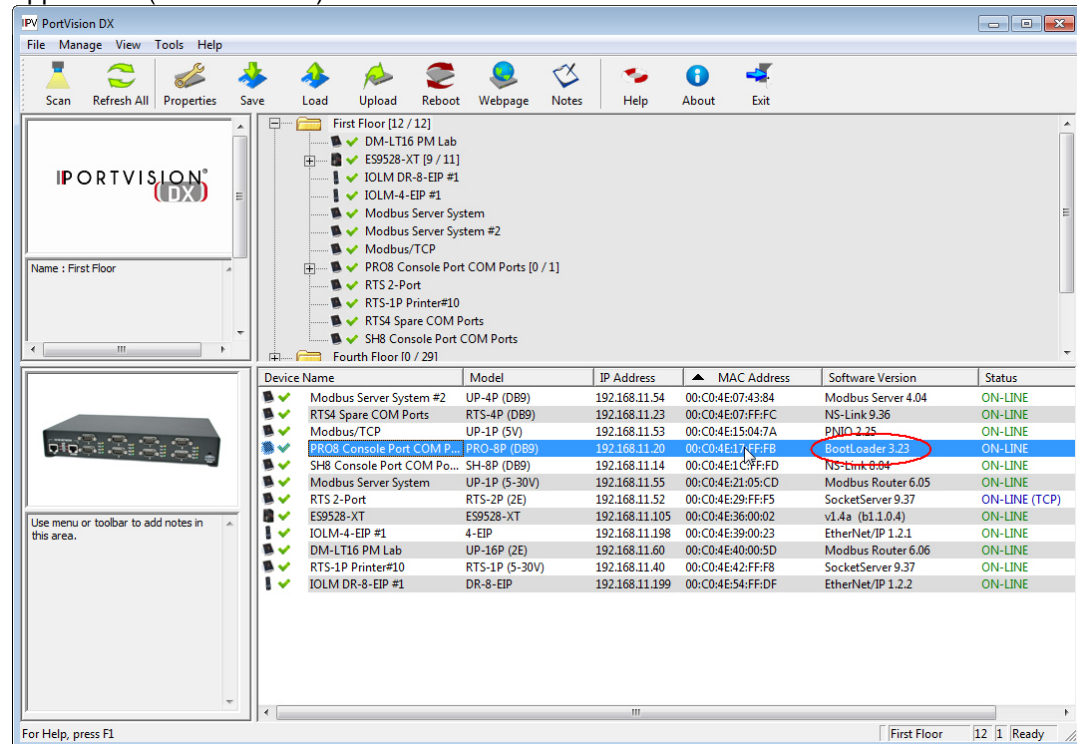 IPV PortVision DX
File Manage View Tools Help
Scan Refresh All Properties Save Load Upload Reboot Webpage Notes Help About Exit
PORTVISION®
DX
Name : First Floor
First Floor [12 / 12]
DM-LT16 PM Lab
ES9528-XT [9 / 11]
IOLM DR-8-EIP #1
IOLM-4-EIP #1
Modbus Server System
Modbus Server System #2
Modbus/TCP
PRO8 Console Port COM Ports [0 / 1]
RTS 2-Port
RTS-1P Printer#10
RTS4 Spare COM Ports
SH8 Console Port COM Ports
Fourth Floor [0 / 29]
Device Name Model IP Address MAC Address Software Version Status
Modbus Server System #2 UP-4P (DB9) 192.168.11.54 00:C0:4E:07:43:84 Modbus Server 4.04 ON-LINE
RTS4 Spare COM Ports RTS-4P (DB9) 192.168.11.23 00:C0:4E:07:FF:FC NS-Link 9.36 ON-LINE
Modbus/TCP UP-1P (5V) 192.168.11.53 00:C0:4E:15:04:7A PNIO 2.25 ON-LINE
PRO8 Console Port COM P... PRO-8P (DB9) 192.168.11.20 00:C0:4E:17:FF:FB BootLoader 3.23 ON-LINE
SH8 Console Port COM Po... SH-8P (DB9) 192.168.11.14 00:C0:4E:1C:FF:FD NS-Link 8.04 ON-LINE
Modbus Server System UP-1P (5-30V) 192.168.11.55 00:C0:4E:21:05:CD Modbus Router 6.05 ON-LINE
RTS 2-Port RTS-2P (2E) 192.168.11.52 00:C0:4E:29:FF:F5 SocketServer 9.37 ON-LINE (TCP)
ES9528-XT ES9528-XT 192.168.11.105 00:C0:4E:36:00:02 v1.4a (b1.1.0.4) ON-LINE
IOLM-4-EIP #1 4-EIP 192.168.11.198 00:C0:4E:39:00:23 EtherNet/IP 1.2.1 ON-LINE
DM-LT16 PM Lab UP-16P (2E) 192.168.11.60 00:C0:4E:40:00:5D Modbus Router 6.06 ON-LINE
RTS-1P Printer#10 RTS-1P (5-30V) 192.168.11.40 00:C0:4E:42:FF:F8 SocketServer 9.37 ON-LINE
IOLM DR-8-EIP #1 DR-8-EIP 192.168.11.199 00:C0:4E:54:FF:DF EtherNet/IP 1.2.2 ON-LINE
Use menu or toolbar to add notes in
this area.
For Help, press F1 First Floor 12 1 Ready